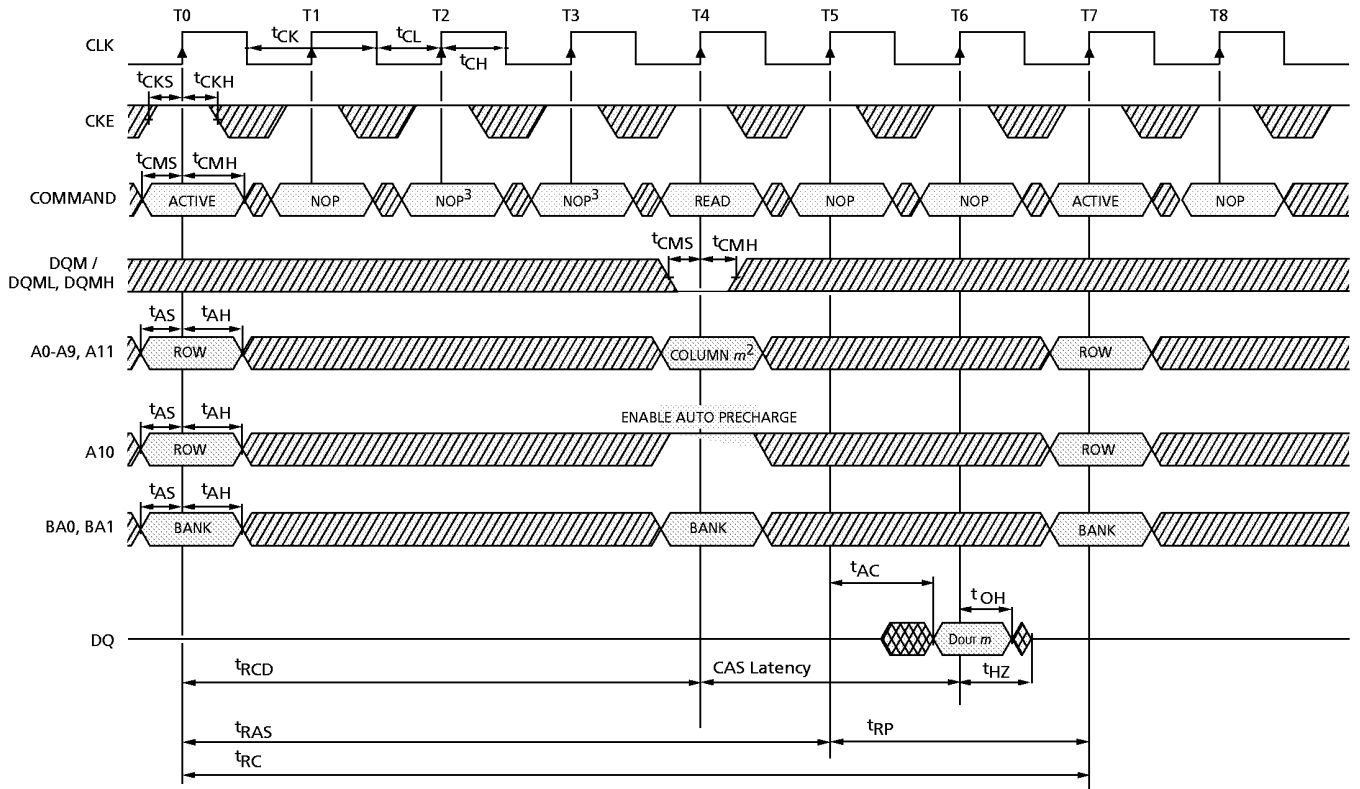 T0 T1 T2 T3 T4 T5 T6 T7 T8
CLK
tCK tCL
tCH
tCKS tCKH
CKE
tCMS tCMH
COMMAND ACTIVE NOP NOP3 NOP3 READ NOP NOP ACTIVE NOP
tCMS tCMH
DQM /
DQML, DQMH
tAS tAH
A0-A9, A11 ROW COLUMN m2 ROW
ENABLE AUTO PRECHARGE
tAS tAH
A10 ROW ROW
tAS tAH
BA0, BA1 BANK BANK BANK
tAC
tOH
DQ DOUT m
tRCD CAS Latency tHZ
tRAS tRP
tRC